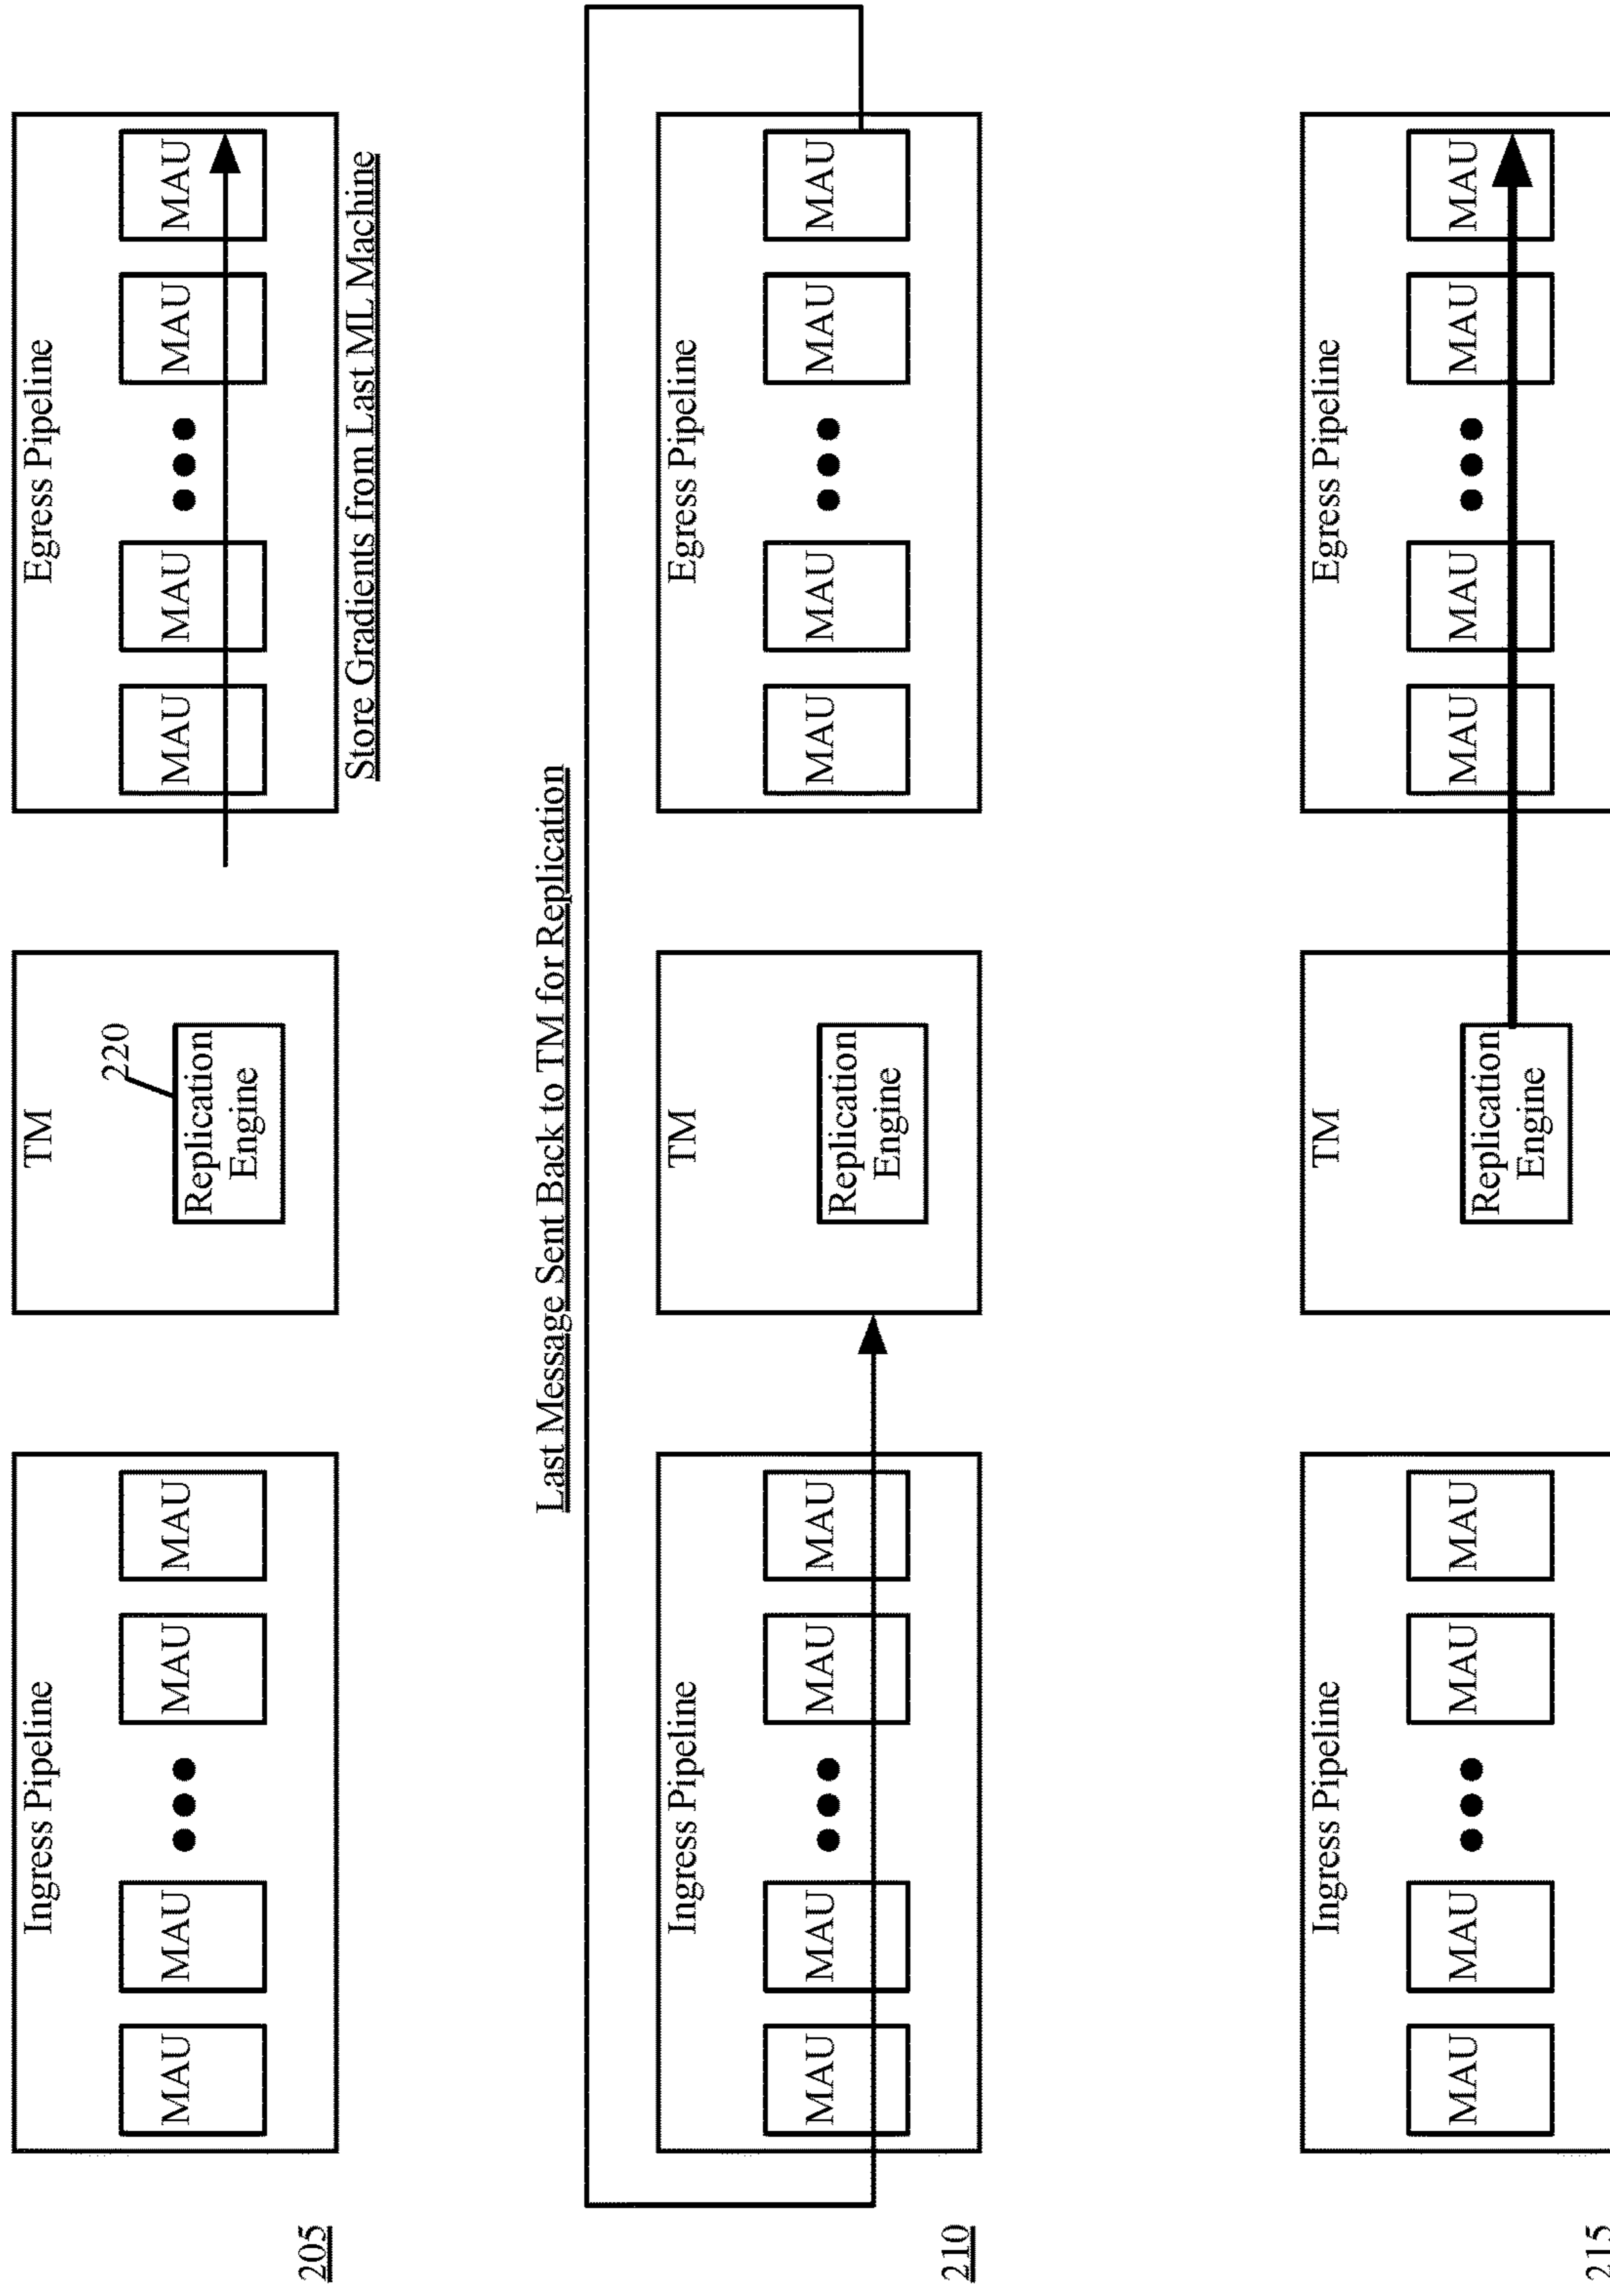 205
Ingress Pipeline
MAU
MAU
MAU
MAU
TM
220
Replication
Engine
Egress Pipeline
MAU
MAU
MAU
MAU
Store Gradients from Last ML Machine
Last Message Sent Back to TM for Replication
210
Ingress Pipeline
MAU
MAU
MAU
MAU
TM
Replication
Engine
Egress Pipeline
MAU
MAU
MAU
MAU
215
Ingress Pipeline
MAU
MAU
MAU
MAU
TM
Replication
Engine
Egress Pipeline
MAU
MAU
MAU
MAU